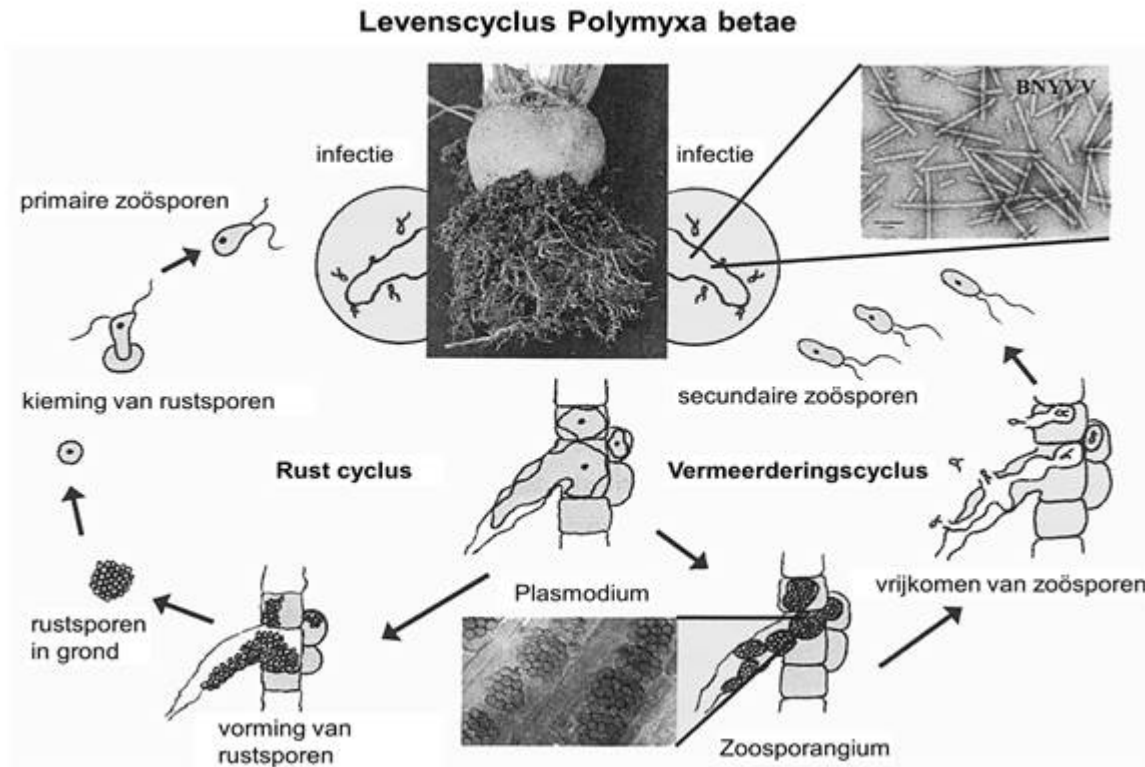 Levenscyclus Polymyxa betae
BNYVV
infectie
infectie
primaire zoösporen
secundaire zoösporen
kieming van rustsporen
Rust cyclus
Vermeerderingscyclus
vrijkomen van zoösporen
Plasmodium
rustsporen
in grond
vorming van
rustsporen
Zoosporangium